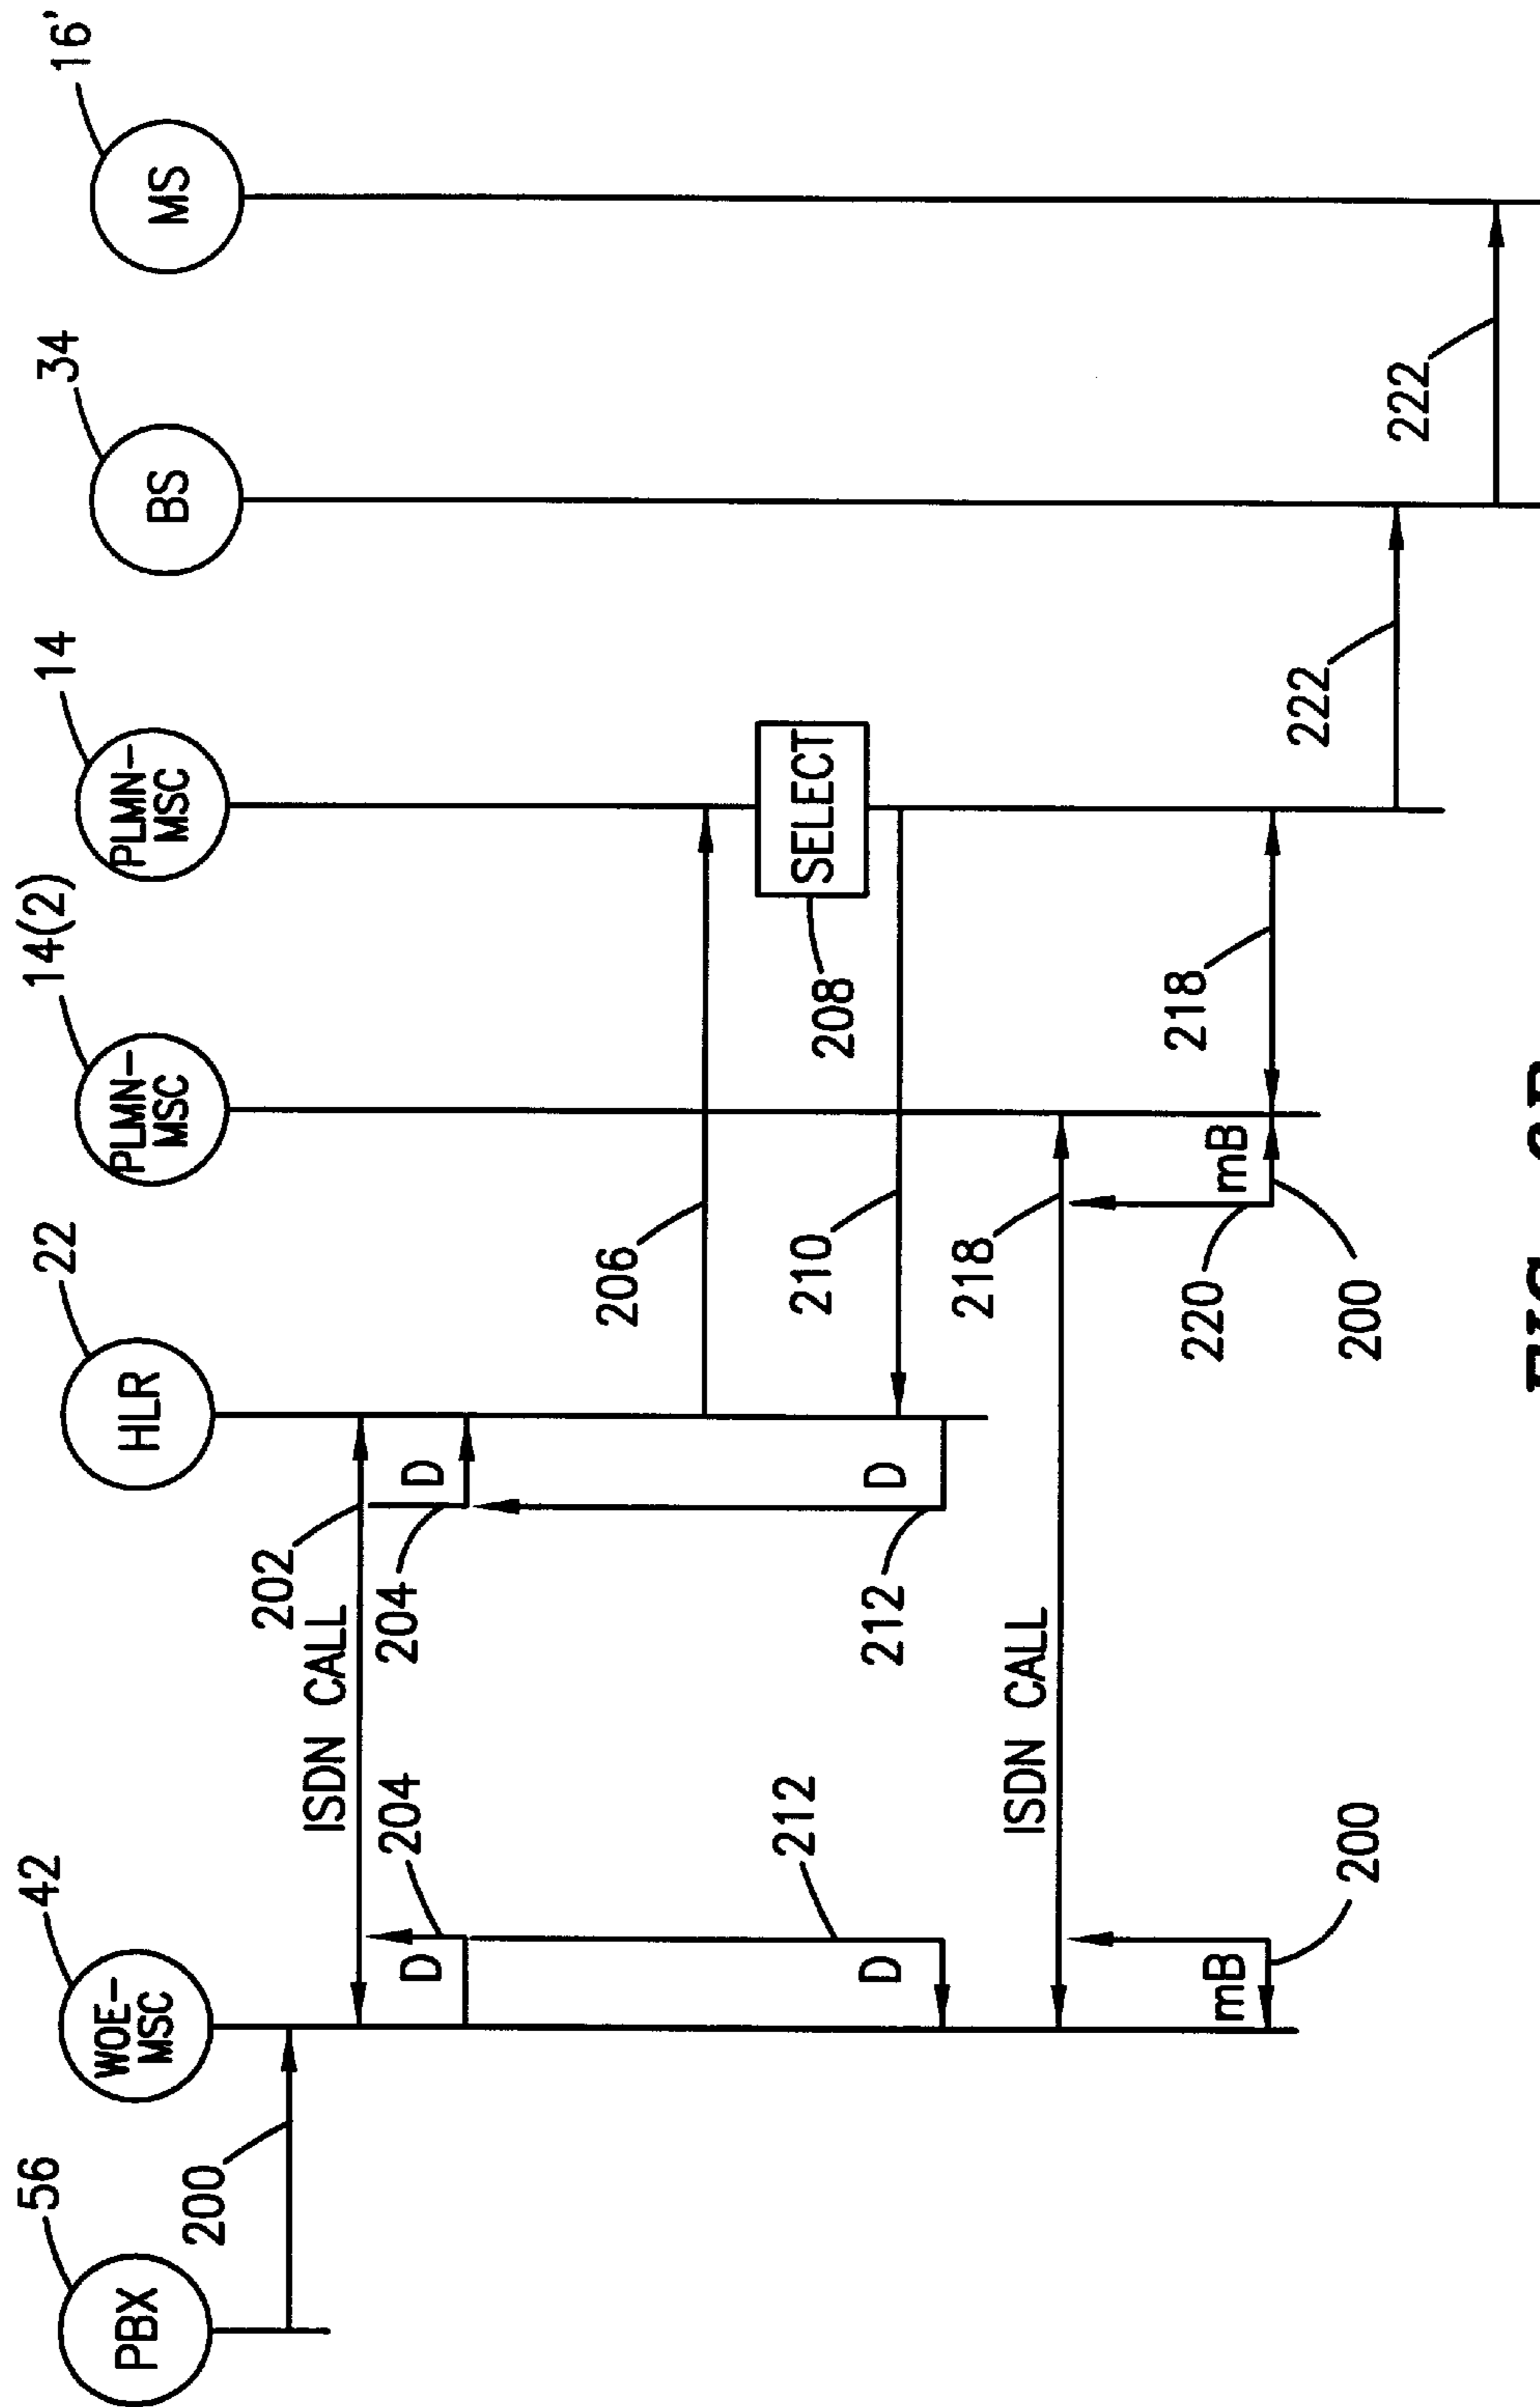 56
42
22
14(2)
14
34
16'
PBX
WOE-
MSC
HLR
PLMN-
MSC
PLMN-
MSC
BS
MS
200
ISDN CALL
202
D
204
D
204
206
SELECT
208
210
212
D
212
D
ISDN CALL
218
218
mB
200
mB
220
200
222
222